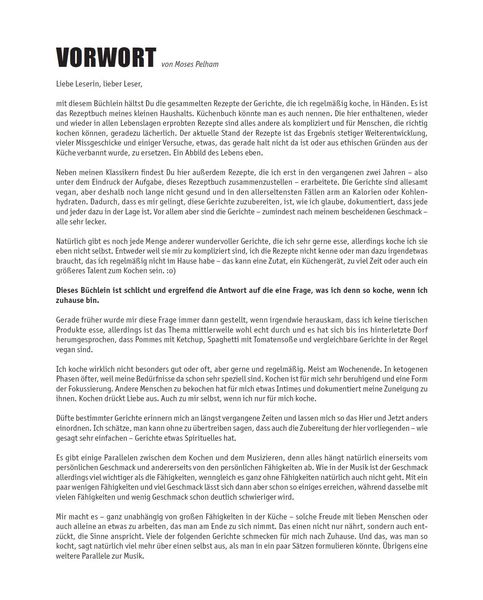 VORWORT von Moses Pelham
Liebe Leserin, lieber Leser,
mit diesem Büchlein hältst Du die gesammelten Rezepte der Gerichte, die ich regelmäßig koche, in Händen. Es ist
das Rezeptbuch meines kleinen Haushalts. Küchenbuch könnte man es auch nennen. Die hier enthaltenen, wieder
und wieder in allen Lebenslagen erprobten Rezepte sind alles andere als kompliziert und für Menschen, die richtig
kochen können, geradezu lächerlich. Der aktuelle Stand der Rezepte ist das Ergebnis stetiger Weiterentwicklung,
vieler Missgeschicke und einiger Versuche, etwas, das gerade halt nicht da ist oder aus ethischen Gründen aus der
Küche verbannt wurde, zu ersetzen. Ein Abbild des Lebens eben.
Neben meinen Klassikern findest Du hier außerdem Rezepte, die ich erst in den vergangenen zwei Jahren – also
unter dem Eindruck der Aufgabe, dieses Rezeptbuch zusammenzustellen – erarbeitete. Die Gerichte sind allesamt
vegan, aber deshalb noch lange nicht gesund und in den allerseltensten Fällen arm an Kalorien oder Kohlen-
hydraten. Dadurch, dass es mir gelingt, diese Gerichte zuzubereiten, ist, wie ich glaube, dokumentiert, dass jede
und jeder dazu in der Lage ist. Vor allem aber sind die Gerichte – zumindest nach meinem bescheidenen Geschmack –
alle sehr lecker.
Natürlich gibt es noch jede Menge anderer wundervoller Gerichte, die ich sehr gerne esse, allerdings koche ich sie
eben nicht selbst. Entweder weil sie mir zu kompliziert sind, ich die Rezepte nicht kenne oder man dazu irgendetwas
braucht, das ich regelmäßig nicht im Hause habe – das kann eine Zutat, ein Küchengerät, zu viel Zeit oder auch ein
größeres Talent zum Kochen sein. :o)
Dieses Büchlein ist schlicht und ergreifend die Antwort auf die eine Frage, was ich denn so koche, wenn ich
zuhause bin.
Gerade früher wurde mir diese Frage immer dann gestellt, wenn irgendwie herauskam, dass ich keine tierischen
Produkte esse, allerdings ist das Thema mittlerweile wohl echt durch und es hat sich bis ins hinterletzte Dorf
herumgesprochen, dass Pommes mit Ketchup, Spaghetti mit Tomatensoße und vergleichbare Gerichte in der Regel
vegan sind.
Ich koche wirklich nicht besonders gut oder oft, aber gerne und regelmäßig. Meist am Wochenende. In ketogenen
Phasen öfter, weil meine Bedürfnisse da schon sehr speziell sind. Kochen ist für mich sehr beruhigend und eine Form
der Fokussierung. Andere Menschen zu bekochen hat für mich etwas Intimes und dokumentiert meine Zuneigung zu
ihnen. Kochen drückt Liebe aus. Auch zu mir selbst, wenn ich nur für mich koche.
Düfte bestimmter Gerichte erinnern mich an längst vergangene Zeiten und lassen mich so das Hier und Jetzt anders
einordnen. Ich schätze, man kann ohne zu übertreiben sagen, dass auch die Zubereitung der hier vorliegenden – wie
gesagt sehr einfachen – Gerichte etwas Spirituelles hat.
Es gibt einige Parallelen zwischen dem Kochen und dem Musizieren, denn alles hängt natürlich einerseits vom
persönlichen Geschmack und andererseits von den persönlichen Fähigkeiten ab. Wie in der Musik ist der Geschmack
allerdings viel wichtiger als die Fähigkeiten, wenngleich es ganz ohne Fähigkeiten natürlich auch nicht geht. Mit ein
paar wenigen Fähigkeiten und viel Geschmack lässt sich dann aber schon so einiges erreichen, während dasselbe mit
vielen Fähigkeiten und wenig Geschmack schon deutlich schwieriger wird.
Mir macht es – ganz unabhängig von großen Fähigkeiten in der Küche – solche Freude mit lieben Menschen oder
auch alleine an etwas zu arbeiten, das man am Ende zu sich nimmt. Das einen nicht nur nährt, sondern auch ent-
zückt, die Sinne anspricht. Viele der folgenden Gerichte schmecken für mich nach Zuhause. Und das, was man so
kocht, sagt natürlich viel mehr über einen selbst aus, als man in ein paar Sätzen formulieren könnte. Übrigens eine
weitere Parallele zur Musik.